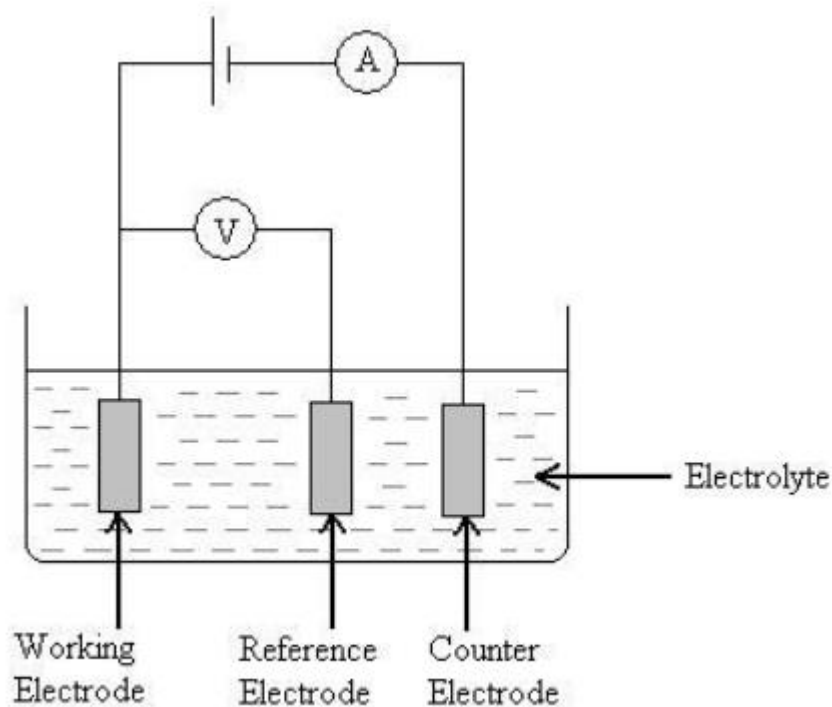 A
V
Electrolyte
Working
Electrode
Reference
Electrode
Counter
Electrode